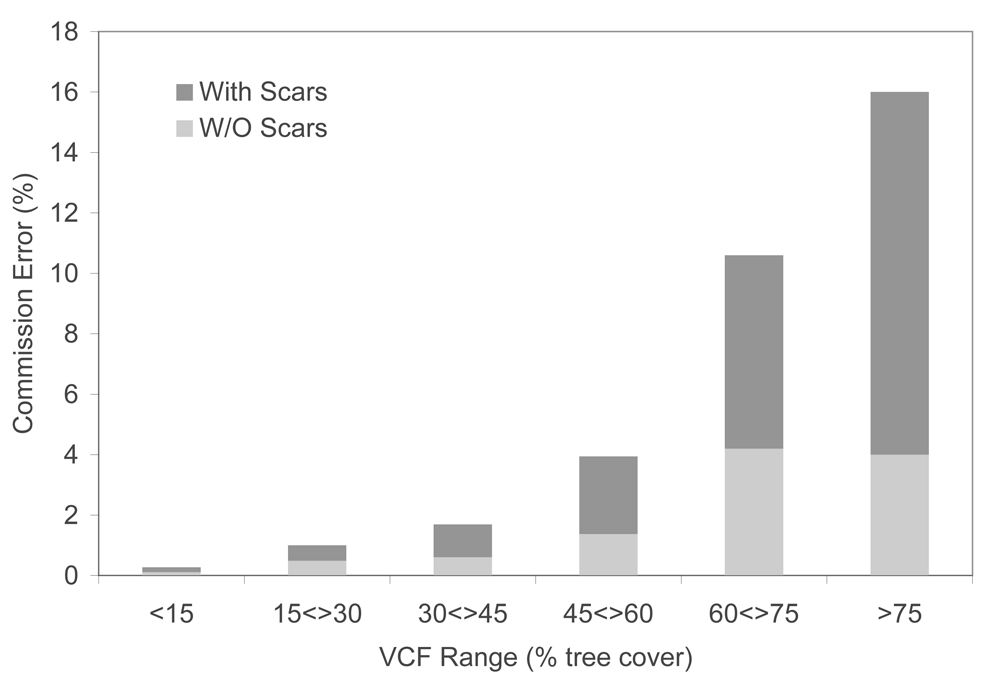 18
16
14
12
10
8
6
4
2
0
Commission Error (%)
With Scars
W/O Scars
<15 15<>30 30<>45 45<>60 60<>75 >75
VCF Range (% tree cover)